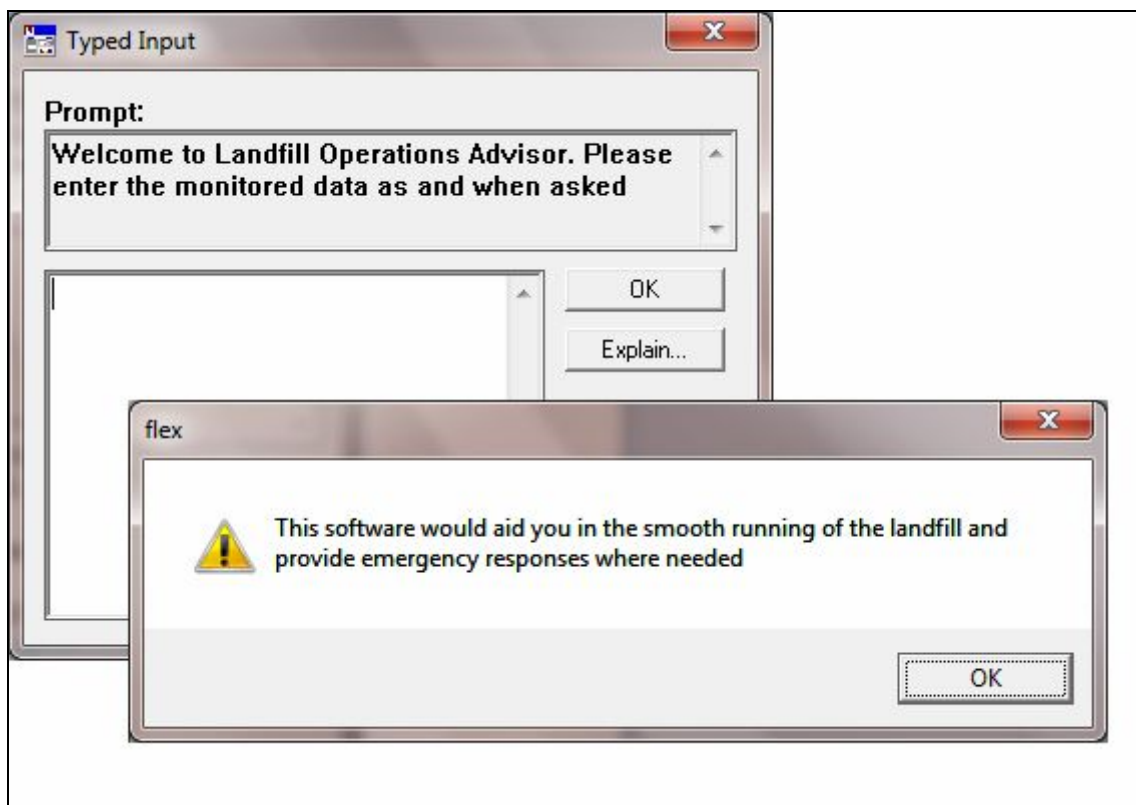 Typed Input
Prompt:
Welcome to Landfill Operations Advisor. Please
enter the monitored data as and when asked
OK
Explain...
flex
This software would aid you in the smooth running of the landfill and
provide emergency responses where needed
OK